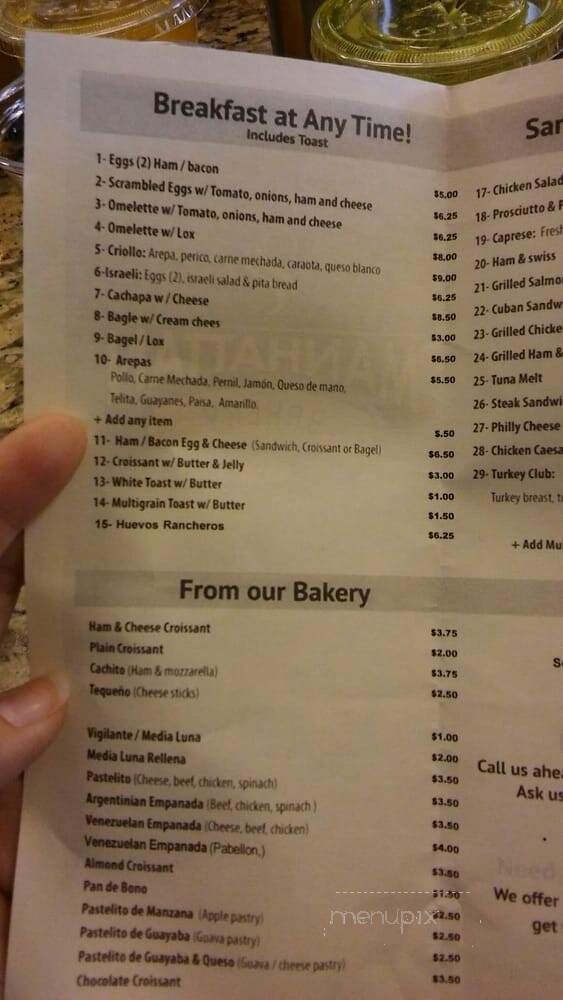 Breakfast at Any Time!
Includes Toast
1- Eggs (2) Ham / bacon $5.00
2- Scrambled Eggs w/ Tomato, onions, ham and cheese $6.25
3- Omelette w/ Tomato, onions, ham and cheese $6.25
4- Omelette w/ Lox $8.00
5- Criollo: Arepa, perico, carne mechada, caraota, queso blanco $9.00
6-Israeli: Eggs (2), israeli salad & pita bread $6.25
7- Cachapa w / Cheese $8.50
8- Bagle w/ Cream chees $3.00
9- Bagel / Lox $6.50
10- Arepas $5.50
Pollo, Carne Mechada, Pernil, Jamón, Queso de mano,
Telita, Guayanes, Paisa, Amarillo.
+ Add any item $.50
11- Ham / Bacon Egg & Cheese (Sandwich, Croissant or Bagel) $6.50
12- Croissant w/ Butter & Jelly $3.00
13- White Toast w/ Butter $1.00
14- Multigrain Toast w/ Butter $1.50
15- Huevos Rancheros $6.25
From our Bakery
Ham & Cheese Croissant $3.75
Plain Croissant $2.00
Cachito (Ham & mozzarella) $3.75
Tequeño (Cheese sticks) $2.50
Vigilante / Media Luna $1.00
Media Luna Rellena $2.00
Pastelito (Cheese, beef, chicken, spinach) $3.50
Argentinian Empanada (Beef, chicken, spinach ) $3.50
Venezuelan Empanada (Cheese, beef, chicken) $3.50
Venezuelan Empanada (Pabellon,) $4.00
Almond Croissant $3.50
Pan de Bono $1.50
Pastelito de Manzana (Apple pastry) $2.50
Pastelito de Guayaba (Guava pastry) $2.50
Pastelito de Guayaba & Queso (Guava / cheese pastry) $2.50
Chocolate Croissant $3.50
San
17- Chicken Salad
18- Prosciutto & F
19- Caprese: Fresh
20- Ham & swiss
21- Grilled Salmo
22- Cuban Sandw
23- Grilled Chicke
24- Grilled Ham &
25- Tuna Melt
26- Steak Sandwi
27- Philly Cheese
28- Chicken Caesa
29- Turkey Club:
Turkey breast, t
+ Add Mu
S
Call us ahea
Ask us
Need
We offer
get
menupix